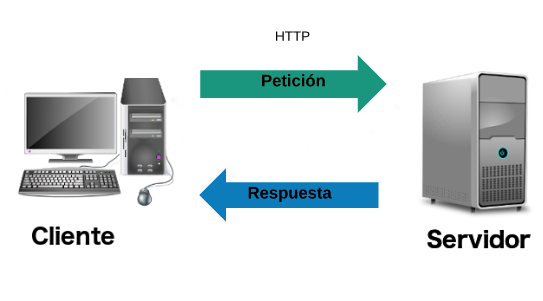 HTTP
Petición
Respuesta
Cliente
Servidor